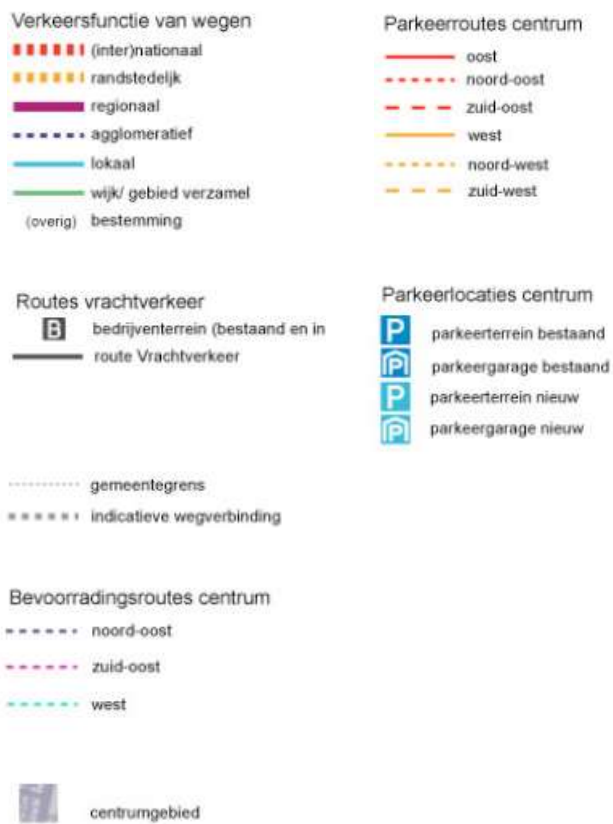 Verkeersfunctie van wegen
(inter)nationaal
randstedelijk
regionaal
agglomeratief
lokaal
wijk/ gebied verzamel
(overig) bestemming
Parkeerroutes centrum
oost
noord-oost
zuid-oost
west
noord-west
zuid-west
Routes vrachtverkeer
B bedrijventerrein (bestaand en in
route Vrachtverkeer
Parkeerlocaties centrum
P parkeerterrein bestaand
P parkeergarage bestaand
P parkeerterrein nieuw
P parkeergarage nieuw
gemeentegrens
indicatieve wegverbinding
Bevoorradingsroutes centrum
noord-oost
zuid-oost
west
centrumgebied